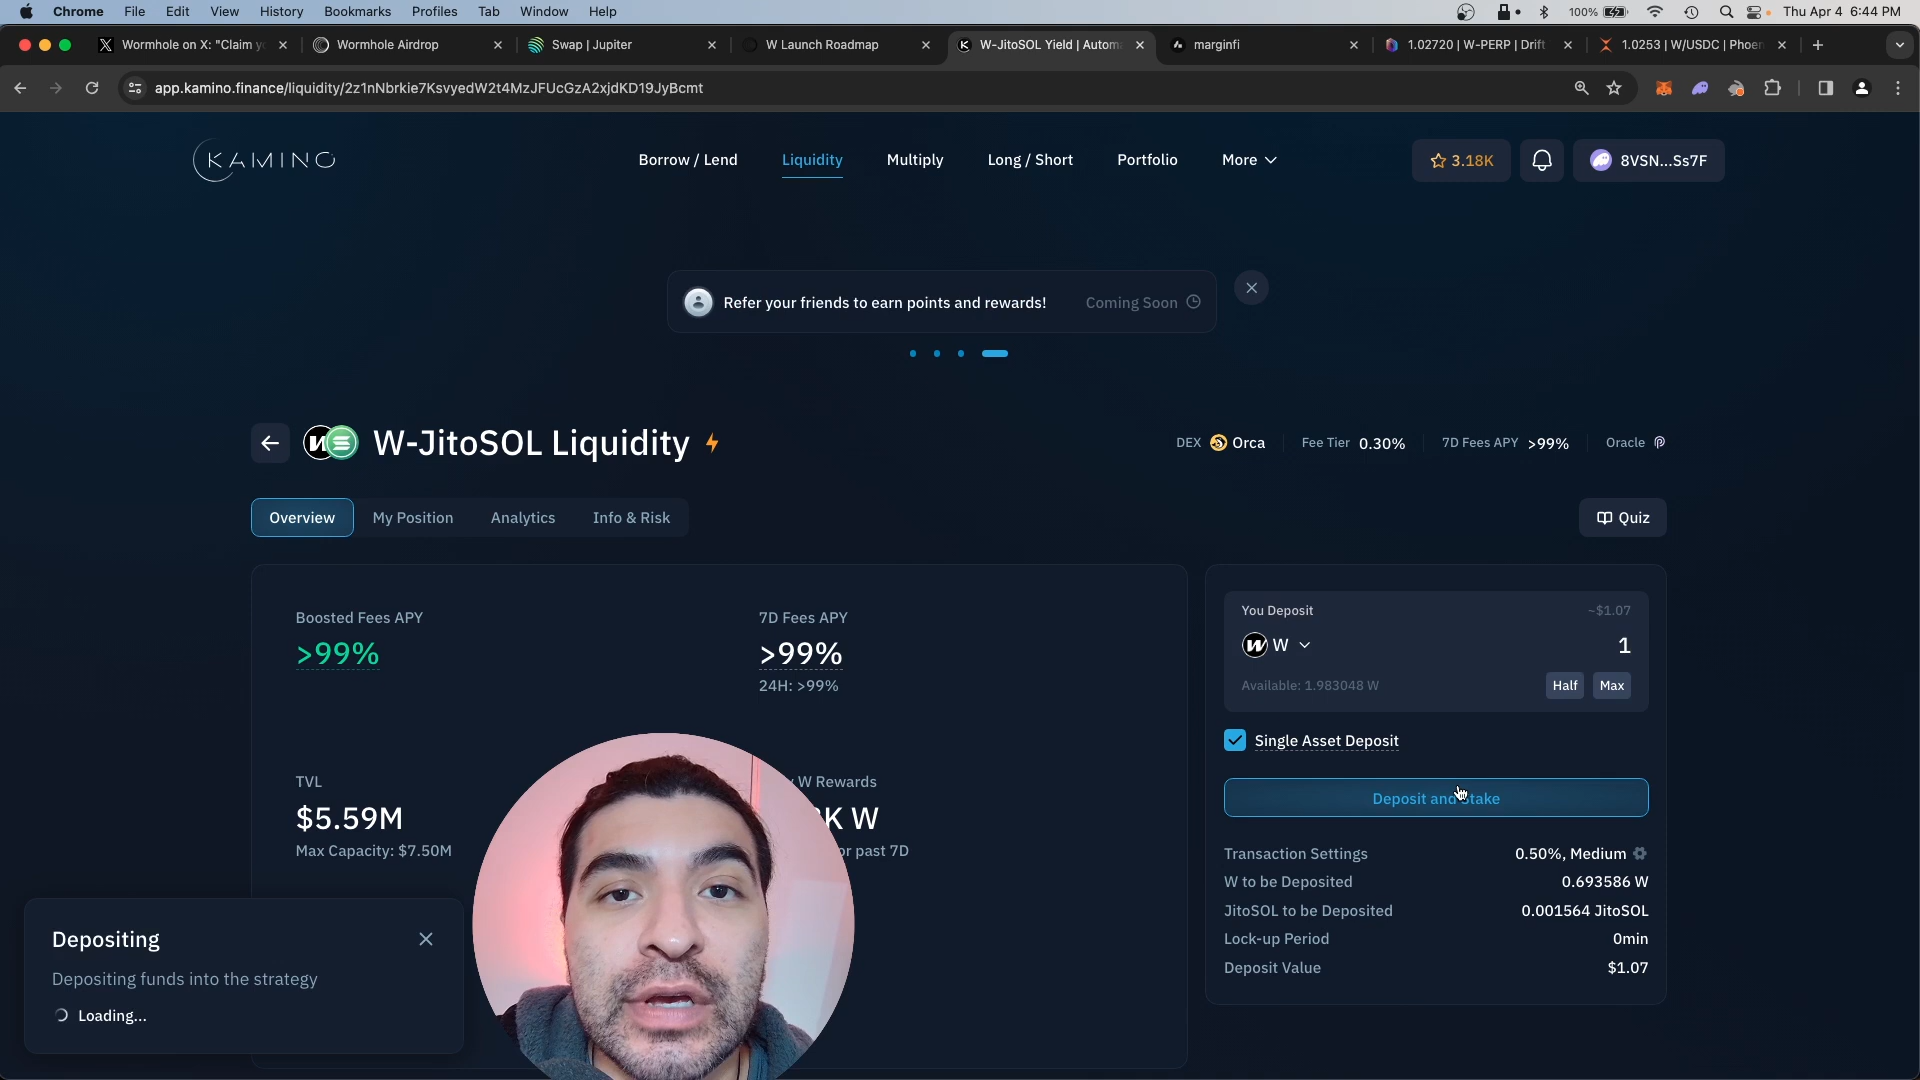 Chrome File Edit View History Bookmarks Profiles Tab Window Help 100% Thu Apr 4 6:44 PM
Wormhole on X: "Claim Wormhole Airdrop Swap | Jupiter W Launch Roadmap W-JitoSOL Yield | Autom marginfi 1.02720 | W-PERP | Drift 1.0253 | W/USDC | Phoe
app.kamino.finance/liquidity/2z1nNbrkie7KsvyedW2t4MzJFUcGzA2xjdKD19JyBcmt
KAMINO Borrow / Lend Liquidity Multiply Long / Short Portfolio More 3.18K 8VSN...Ss7F
Refer your friends to earn points and rewards! Coming Soon
W-JitoSOL Liquidity DEX Orca Fee Tier 0.30% 7D Fees APY >99% Oracle
Overview My Position Analytics Info & Risk Quiz
Boosted Fees APY
>99%
7D Fees APY
>99%
24H: >99%
TVL
$5.59M
Max Capacity: $7.50M
W Rewards
K W
or past 7D
You Deposit ~$1.07
W 1
Available: 1.983048 W Half Max
Single Asset Deposit
Deposit and Stake
Transaction Settings 0.50%, Medium
W to be Deposited 0.693586 W
JitoSOL to be Deposited 0.001564 JitoSOL
Lock-up Period 0min
Deposit Value $1.07
Depositing
Depositing funds into the strategy
Loading...